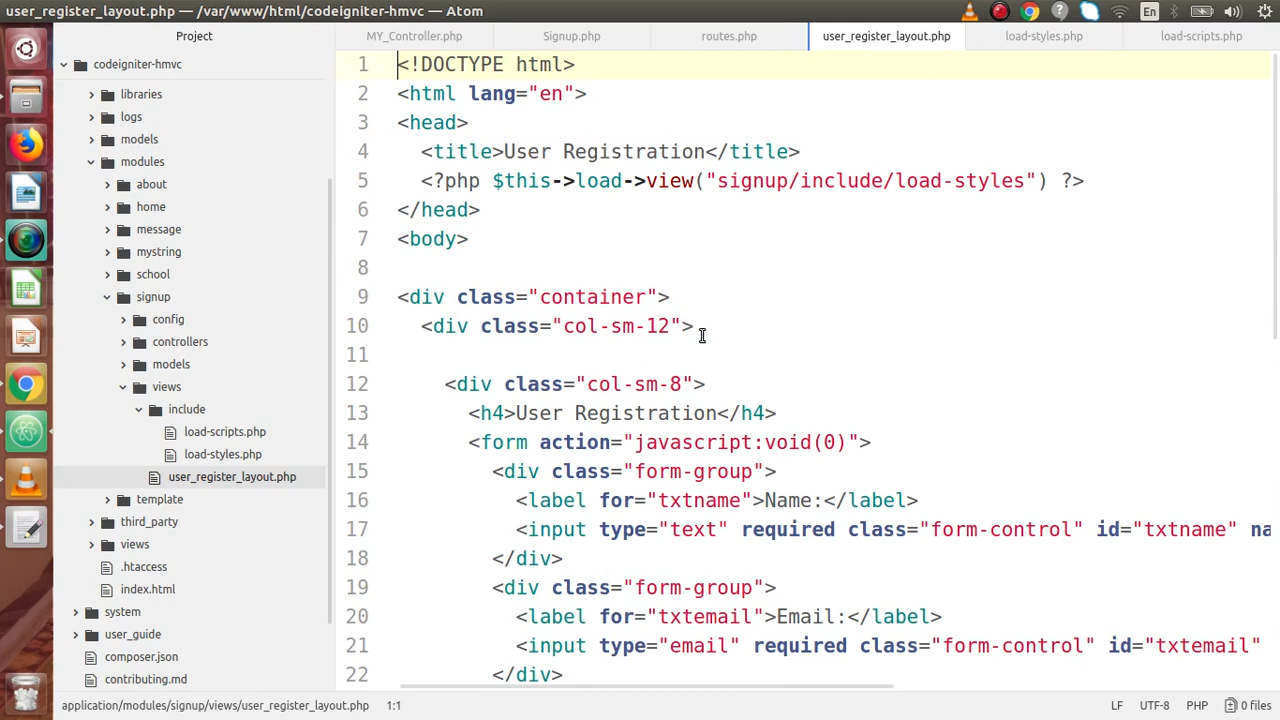 user_register_layout.php — /var/www/html/codeigniter-hmvc — Atom
En
Project
MY_Controller.php
Signup.php
routes.php
user_register_layout.php
load-styles.php
load-scripts.php
codeigniter-hmvc
libraries
logs
models
modules
about
home
message
mystring
school
signup
config
controllers
models
views
include
load-scripts.php
load-styles.php
user_register_layout.php
template
third_party
views
.htaccess
index.html
system
user_guide
composer.json
contributing.md
1 <!DOCTYPE html>
2 <html lang="en">
3 <head>
4 <title>User Registration</title>
5 <?php $this->load->view("signup/include/load-styles") ?>
6 </head>
7 <body>
8
9 <div class="container">
10 <div class="col-sm-12">
11
12 <div class="col-sm-8">
13 <h4>User Registration</h4>
14 <form action="javascript:void(0)">
15 <div class="form-group">
16 <label for="txtname">Name:</label>
17 <input type="text" required class="form-control" id="txtname" na
18 </div>
19 <div class="form-group">
20 <label for="txtemail">Email:</label>
21 <input type="email" required class="form-control" id="txtemail"
22 </div>
application/modules/signup/views/user_register_layout.php 1:1
LF UTF-8 PHP 0 files